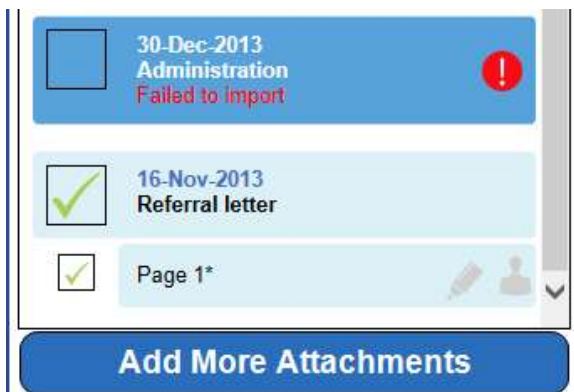 30-Dec-2013
Administration
Failed to import
16-Nov-2013
Referral letter
Page 1*
Add More Attachments